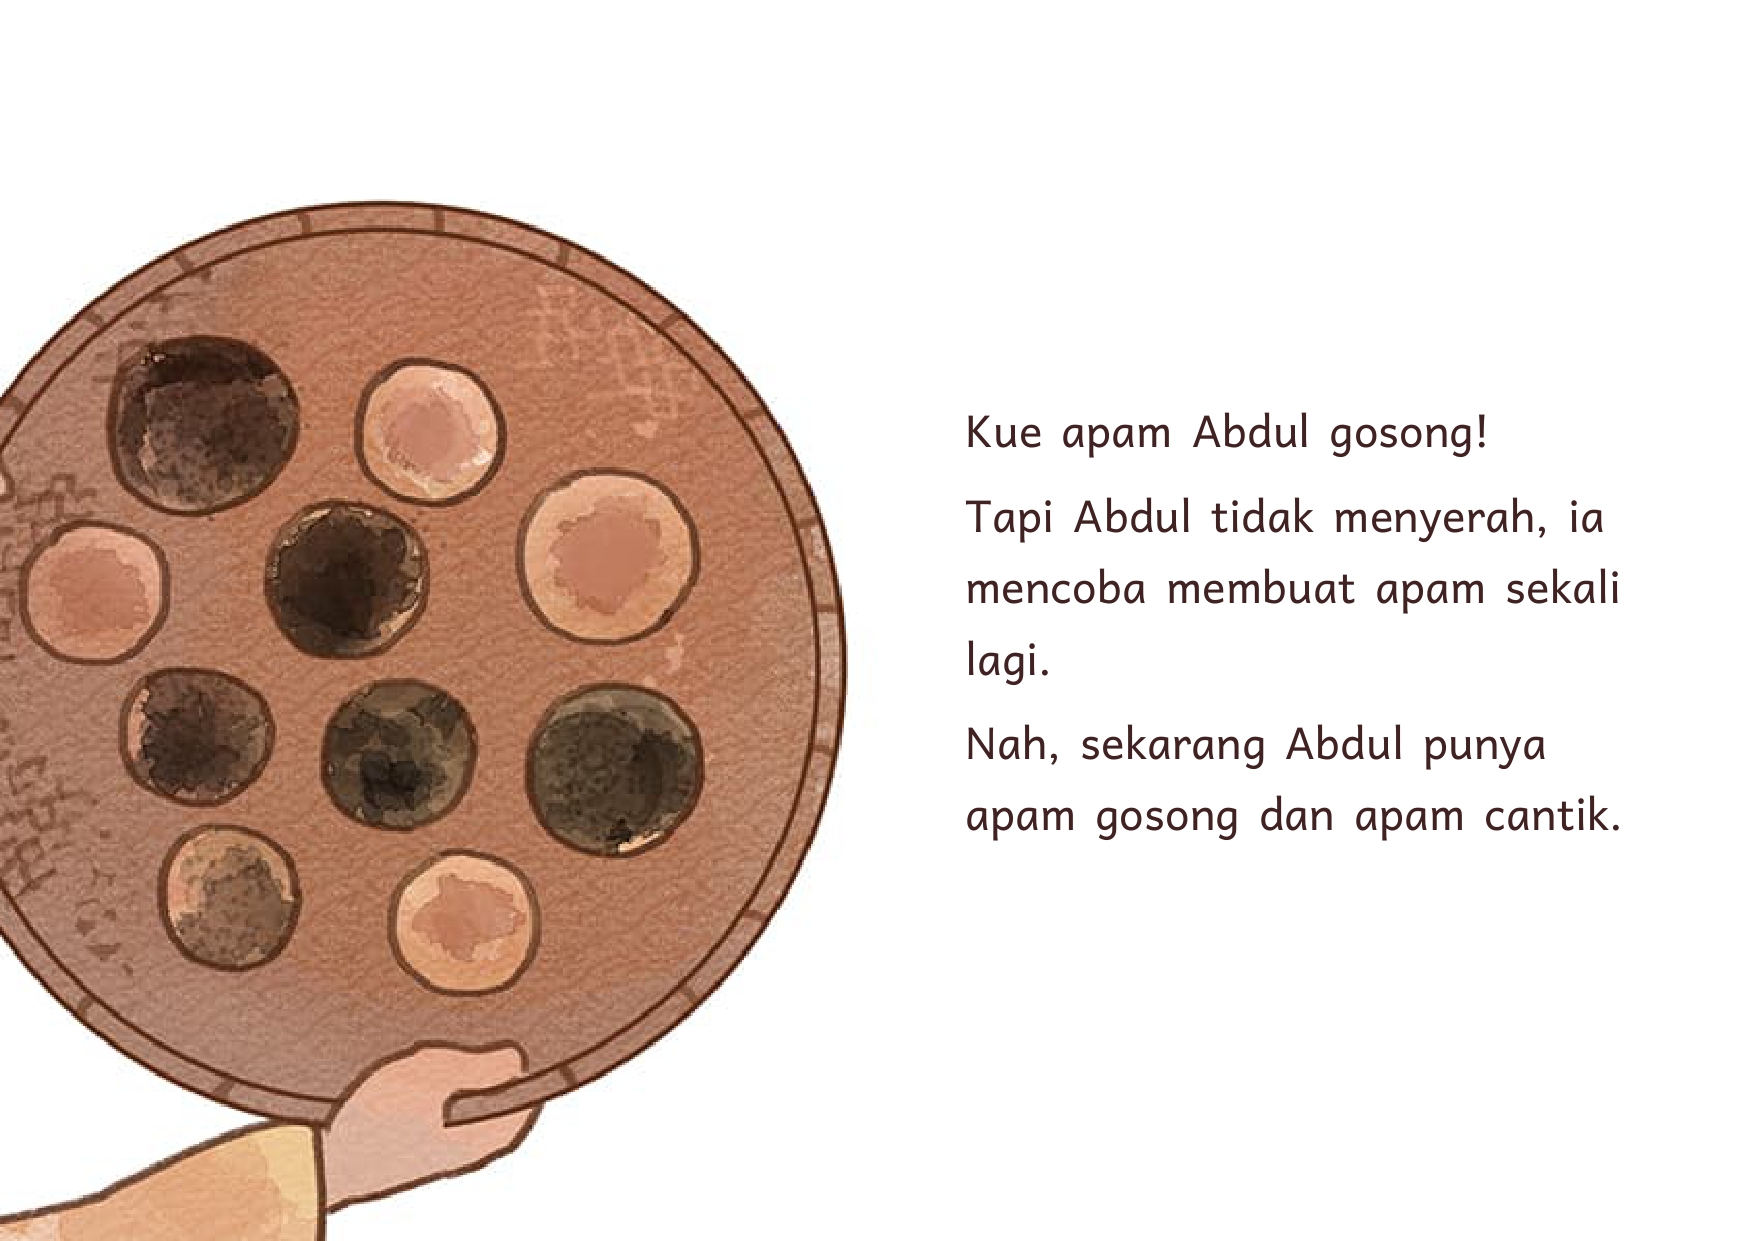 Kue apam Abdul gosong!
Tapi Abdul tidak menyerah, ia
mencoba membuat apam sekali
lagi.
Nah, sekarang Abdul punya
apam gosong dan apam cantik.